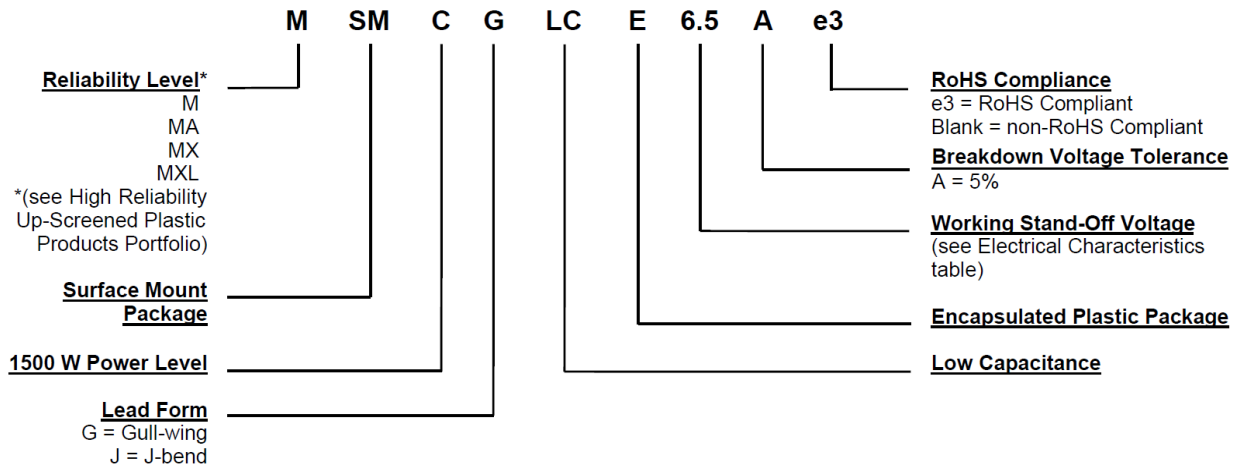 M SM C G LC E 6.5 A e3
Reliability Level*
M
MA
MX
MXL
*(see High Reliability
Up-Screened Plastic
Products Portfolio)
Surface Mount
Package
1500 W Power Level
Lead Form
G = Gull-wing
J = J-bend
RoHS Compliance
e3 = RoHS Compliant
Blank = non-RoHS Compliant
Breakdown Voltage Tolerance
A = 5%
Working Stand-Off Voltage
(see Electrical Characteristics
table)
Encapsulated Plastic Package
Low Capacitance